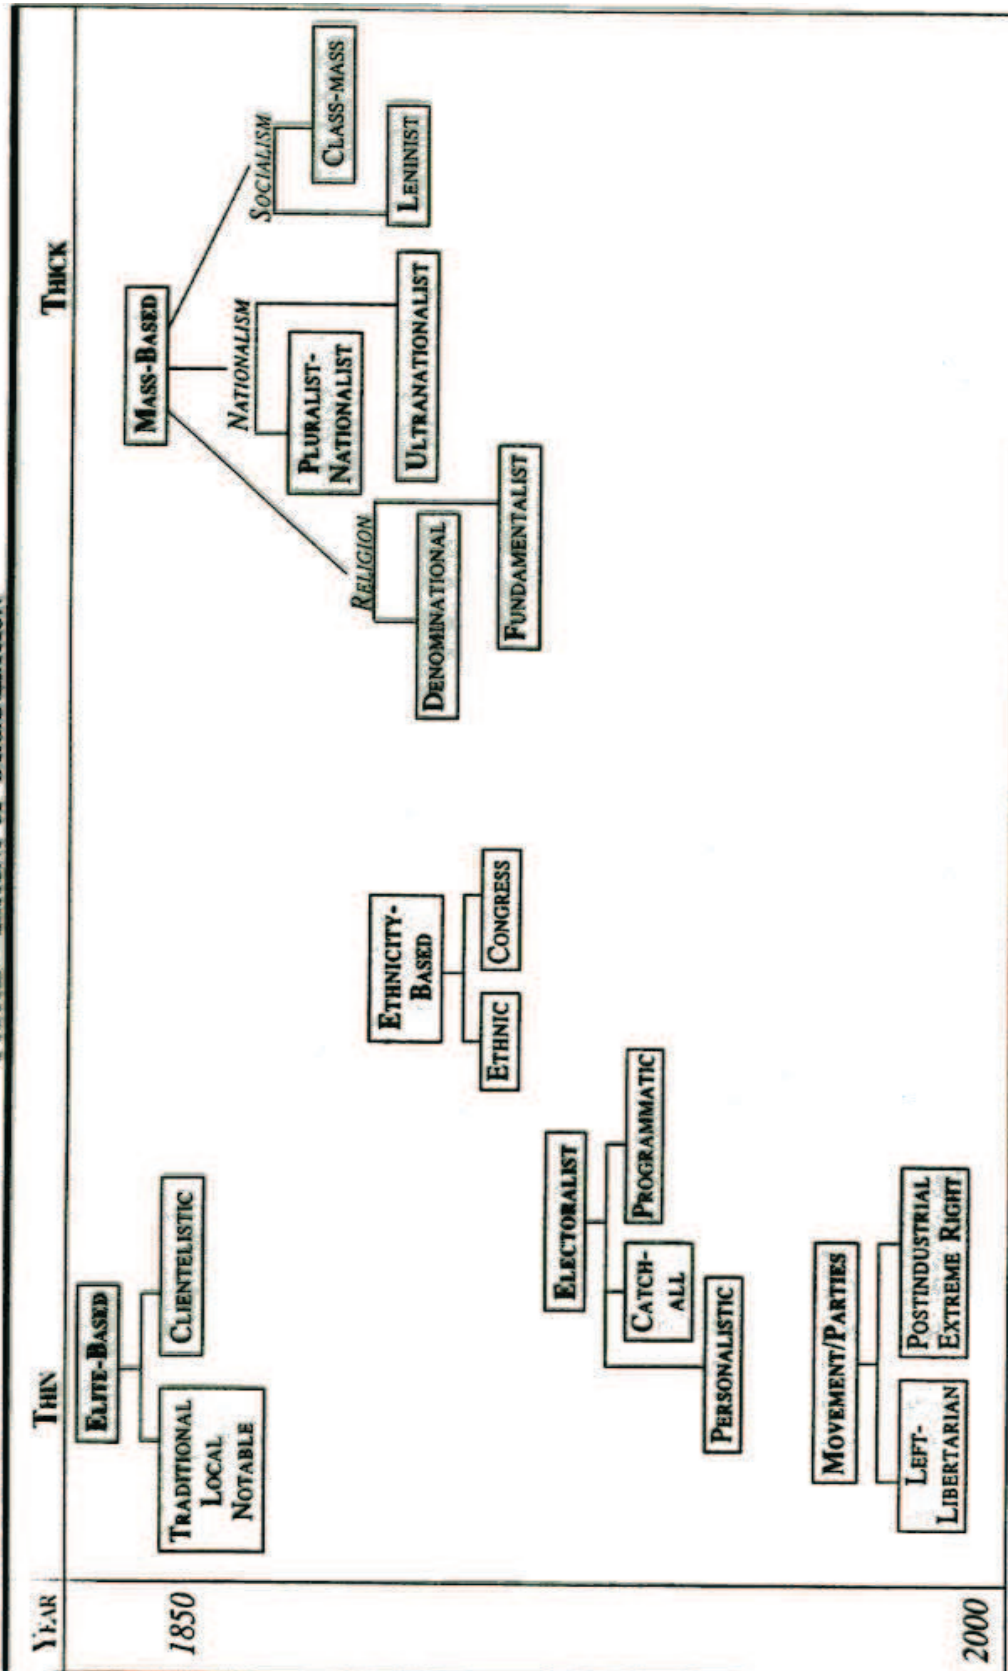 YEAR
THIN
THICK
1850
2000
ELITE-BASED
TRADITIONAL
LOCAL
NOTABLE
CLIENTELISTIC
MASS-BASED
SOCIALISM
CLASS-MASS
LENINIST
NATIONALISM
PLURALIST-
NATIONALIST
ULTRANATIONALIST
RELIGION
DENOMINATIONAL
FUNDAMENTALIST
ETHNICITY-
BASED
ETHNIC
CONGRESS
ELECTORALIST
PERSONALISTIC
CATCH-
ALL
PROGRAMMATIC
MOVEMENT/PARTIES
LEFT-
LIBERTARIAN
POSTINDUSTRIAL
EXTREME RIGHT